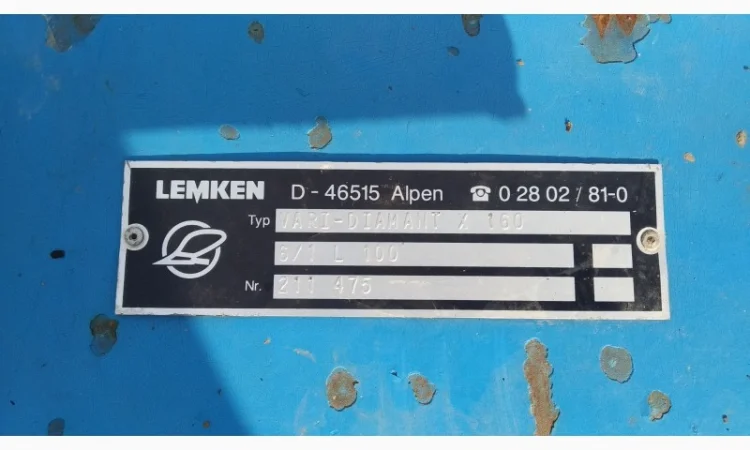 LEMKEN D - 46515 Alpen ☎ 0 28 02 / 81-0
Typ VARI-DIAMANT X 160
6/1 L 100
Nr. 211 475